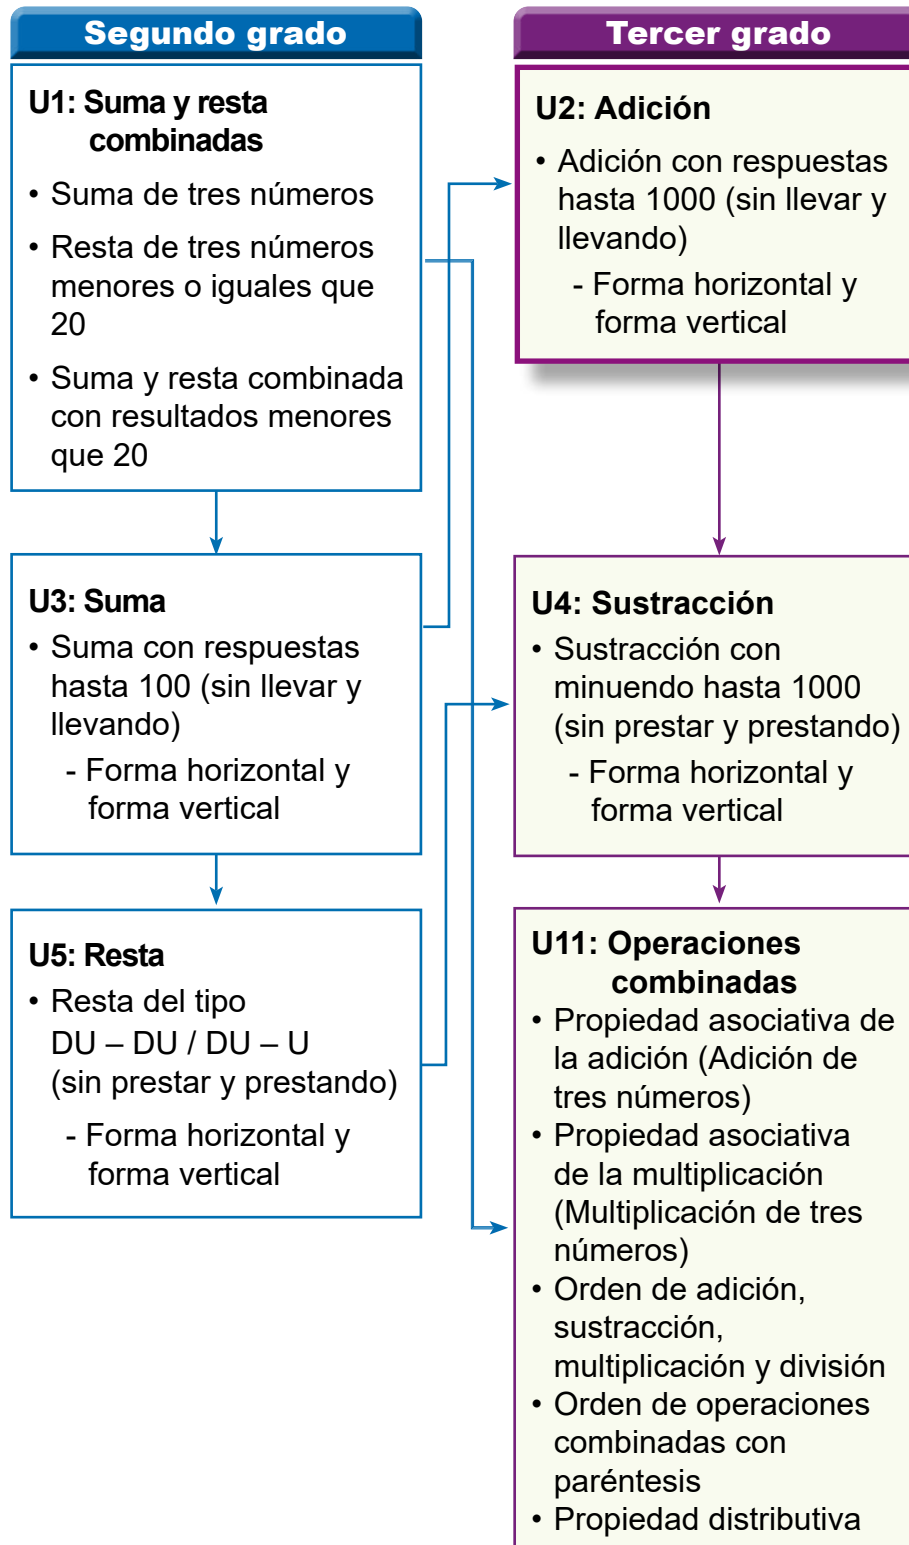 Segundo grado
U1: Suma y resta
combinadas
• Suma de tres números
• Resta de tres números
menores o iguales que
20
• Suma y resta combinada
con resultados menores
que 20
U3: Suma
• Suma con respuestas
hasta 100 (sin llevar y
llevando)
- Forma horizontal y
forma vertical
U5: Resta
• Resta del tipo
DU – DU / DU – U
(sin prestar y prestando)
- Forma horizontal y
forma vertical
Tercer grado
U2: Adición
• Adición con respuestas
hasta 1000 (sin llevar y
llevando)
- Forma horizontal y
forma vertical
U4: Sustracción
• Sustracción con
minuendo hasta 1000
(sin prestar y prestando)
- Forma horizontal y
forma vertical
U11: Operaciones
combinadas
• Propiedad asociativa de
la adición (Adición de
tres números)
• Propiedad asociativa
de la multiplicación
(Multiplicación de tres
números)
• Orden de adición,
sustracción,
multiplicación y división
• Orden de operaciones
combinadas con
paréntesis
• Propiedad distributiva